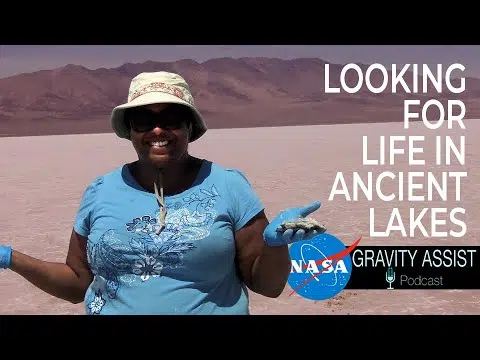 LOOKING
FOR
LIFE IN
ANCIENT
LAKES
NASA
GRAVITY ASSIST
Podcast